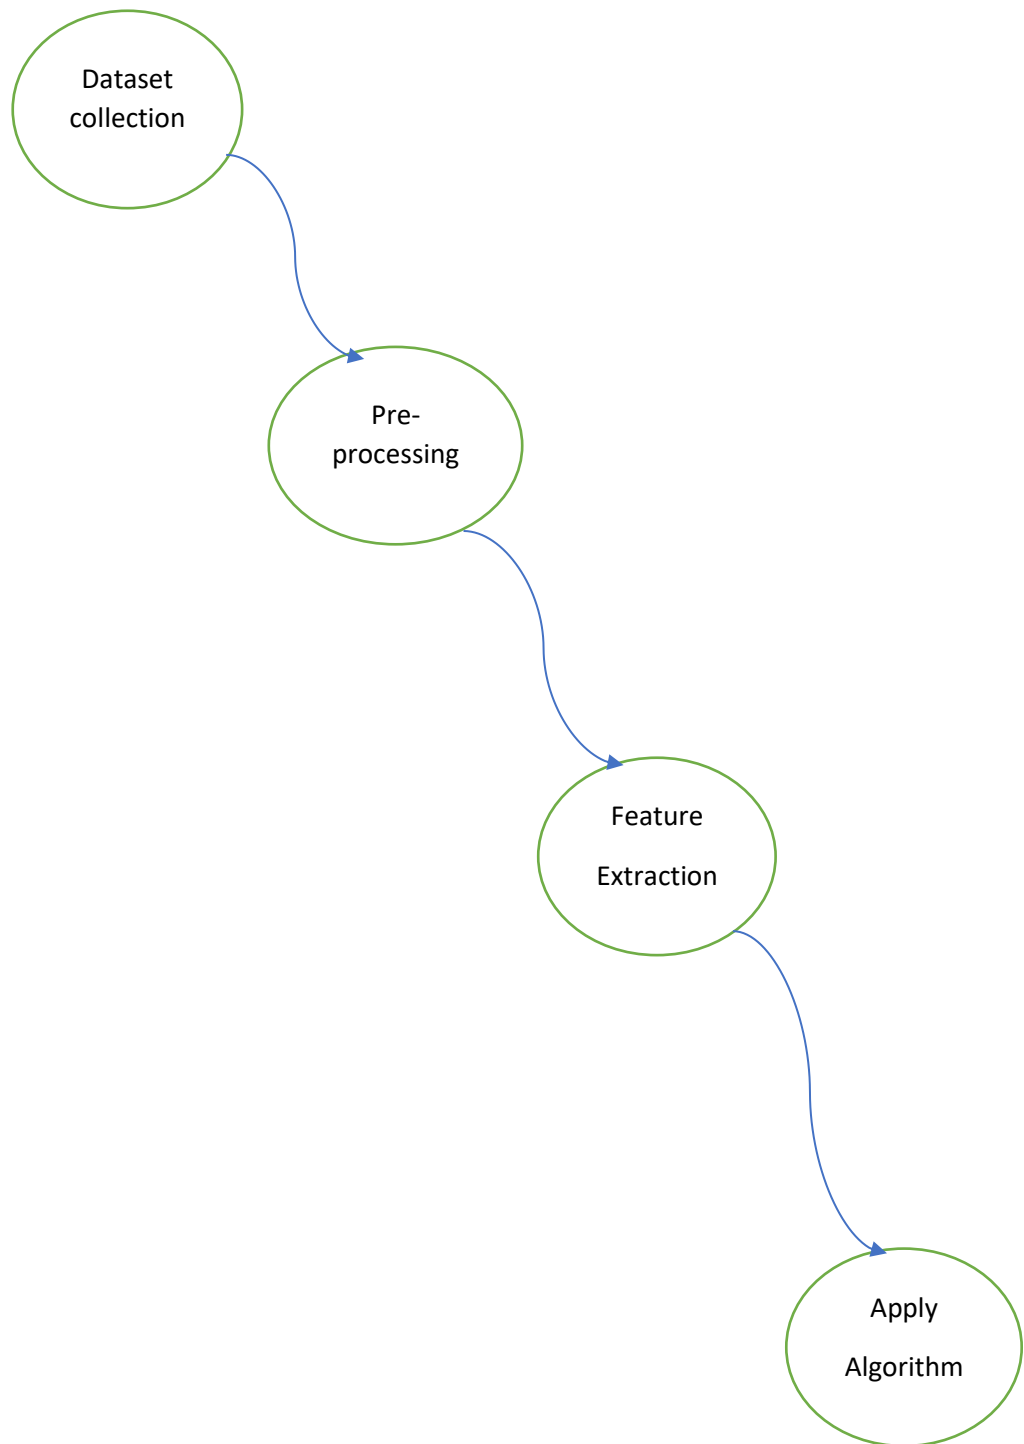 Dataset
collection
Pre-
processing
Feature
Extraction
Apply
Algorithm